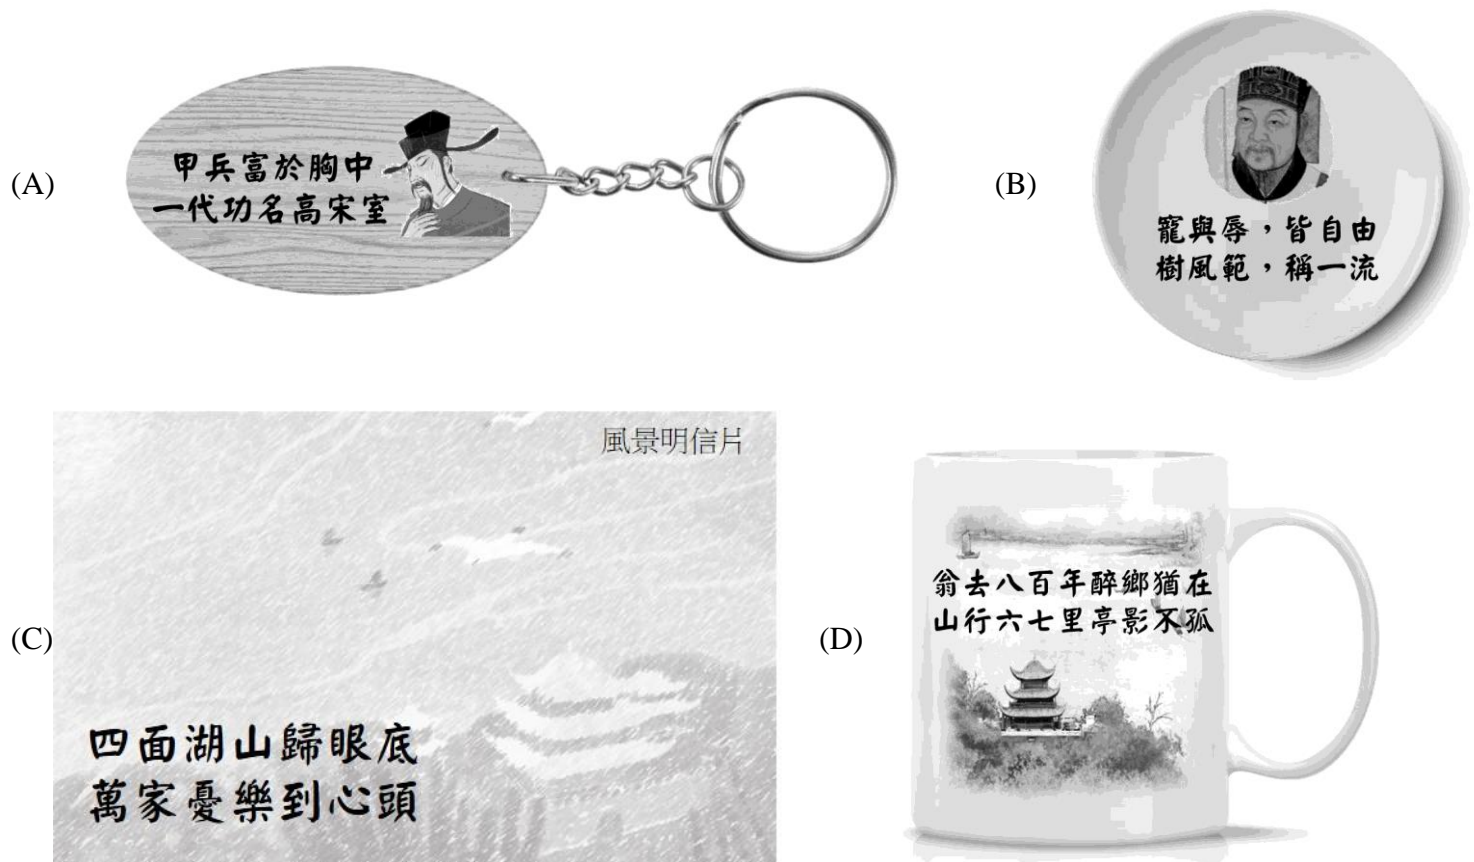 (A)
甲兵富於胸中
一代功名高宋室
(B)
寵與辱，皆自由
樹風範，稱一流
(C)
風景明信片
四面湖山歸眼底
萬家憂樂到心頭
(D)
翁去八百年醉鄉猶在
山行六七里亭影不孤